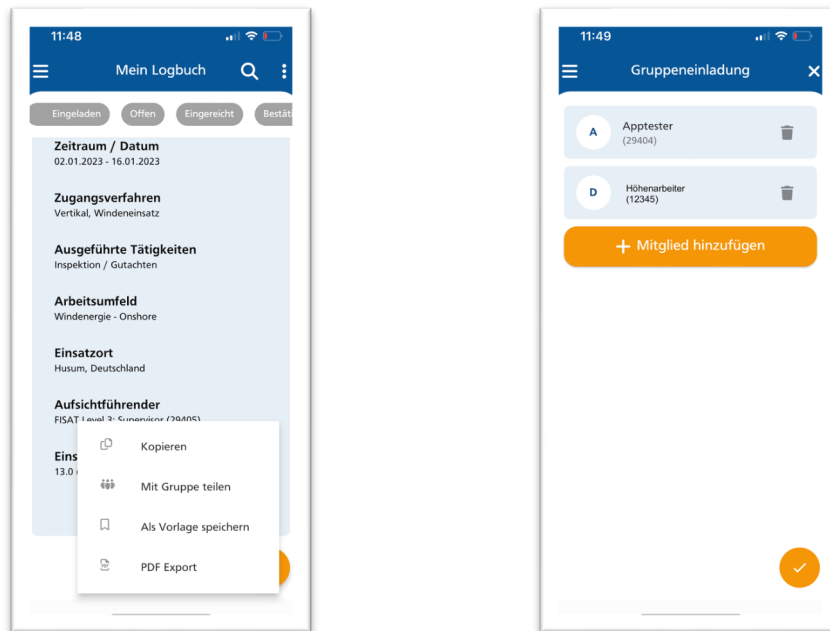 11:48
Mein Logbuch
Eingeladen Offen Eingereicht
Zeitraum / Datum
02.01.2023 - 16.01.2023
Zugangsverfahren
Vertikal, Windeneinsatz
Ausgeführte Tätigkeiten
Inspektion / Gutachten
Arbeitsumfeld
Windenergie - Onshore
Einsatzort
Husum, Deutschland
Aufsichtführender
FISAT Level 3: Supervisor (29405)
Eins
13.0
Kopieren
Mit Gruppe teilen
Als Vorlage speichern
PDF Export
11:49
Gruppeneinladung
A
Apptester
(29404)
D
Höhenarbeiter
(12345)
+ Mitglied hinzufügen